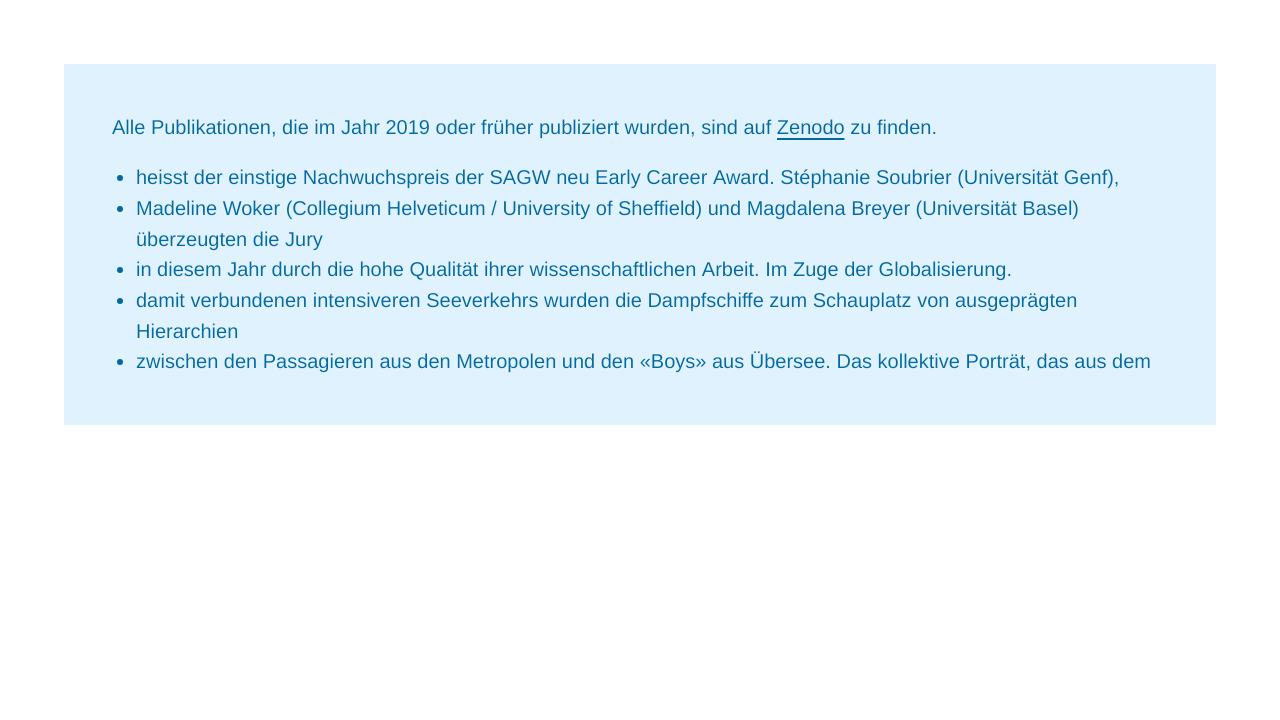 Alle Publikationen, die im Jahr 2019 oder früher publiziert wurden, sind auf Zenodo zu finden.
• heisst der einstige Nachwuchspreis der SAGW neu Early Career Award. Stéphanie Soubrier (Universität Genf),
• Madeline Woker (Collegium Helveticum / University of Sheffield) und Magdalena Breyer (Universität Basel)
überzeugten die Jury
• in diesem Jahr durch die hohe Qualität ihrer wissenschaftlichen Arbeit. Im Zuge der Globalisierung.
• damit verbundenen intensiveren Seeverkehrs wurden die Dampfschiffe zum Schauplatz von ausgeprägten
Hierarchien
• zwischen den Passagieren aus den Metropolen und den «Boys» aus Übersee. Das kollektive Porträt, das aus dem